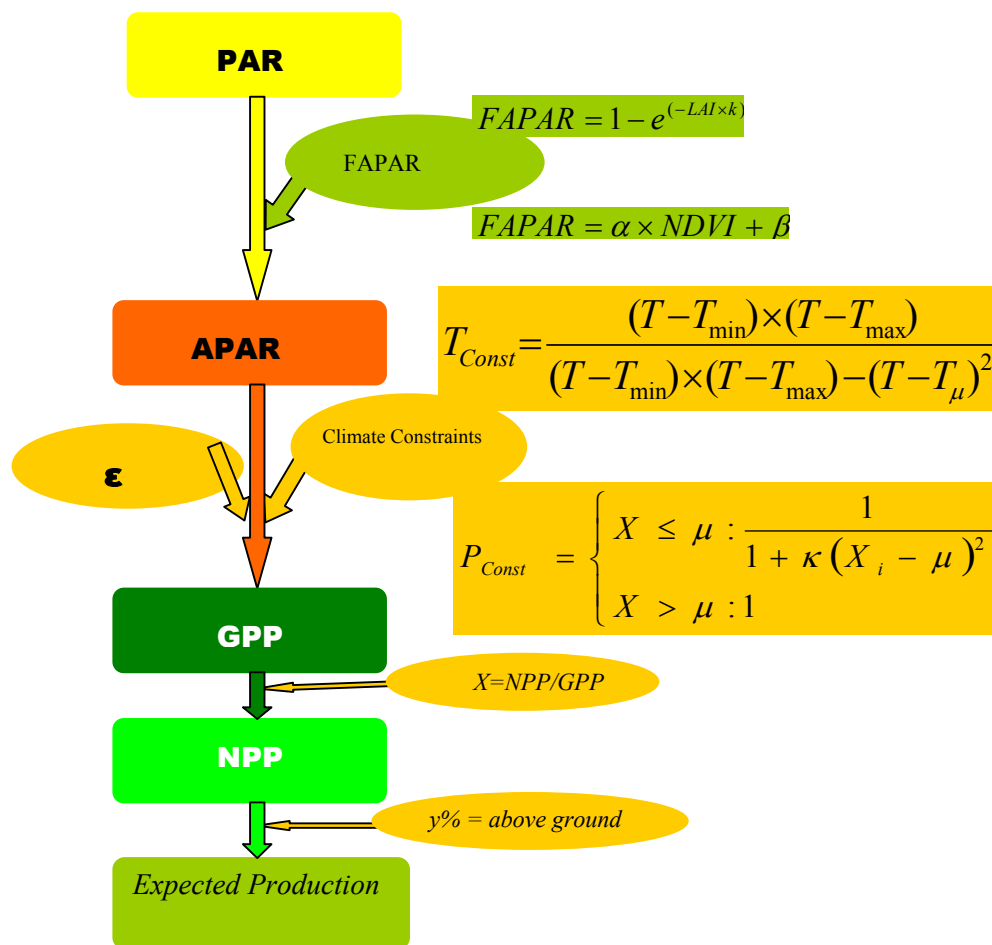 PAR
FAPAR = 1 − e^(−LAI×k)
FAPAR
FAPAR = α × NDVI + β
APAR
T_Const = (T−T_min)×(T−T_max) / (T−T_min)×(T−T_max)−(T−T_μ)^2
Climate Constraints
ε
P_Const = { X ≤ μ : 1 / 1 + κ (X_i − μ)^2
X > μ : 1
GPP
X=NPP/GPP
NPP
y% = above ground
Expected Production